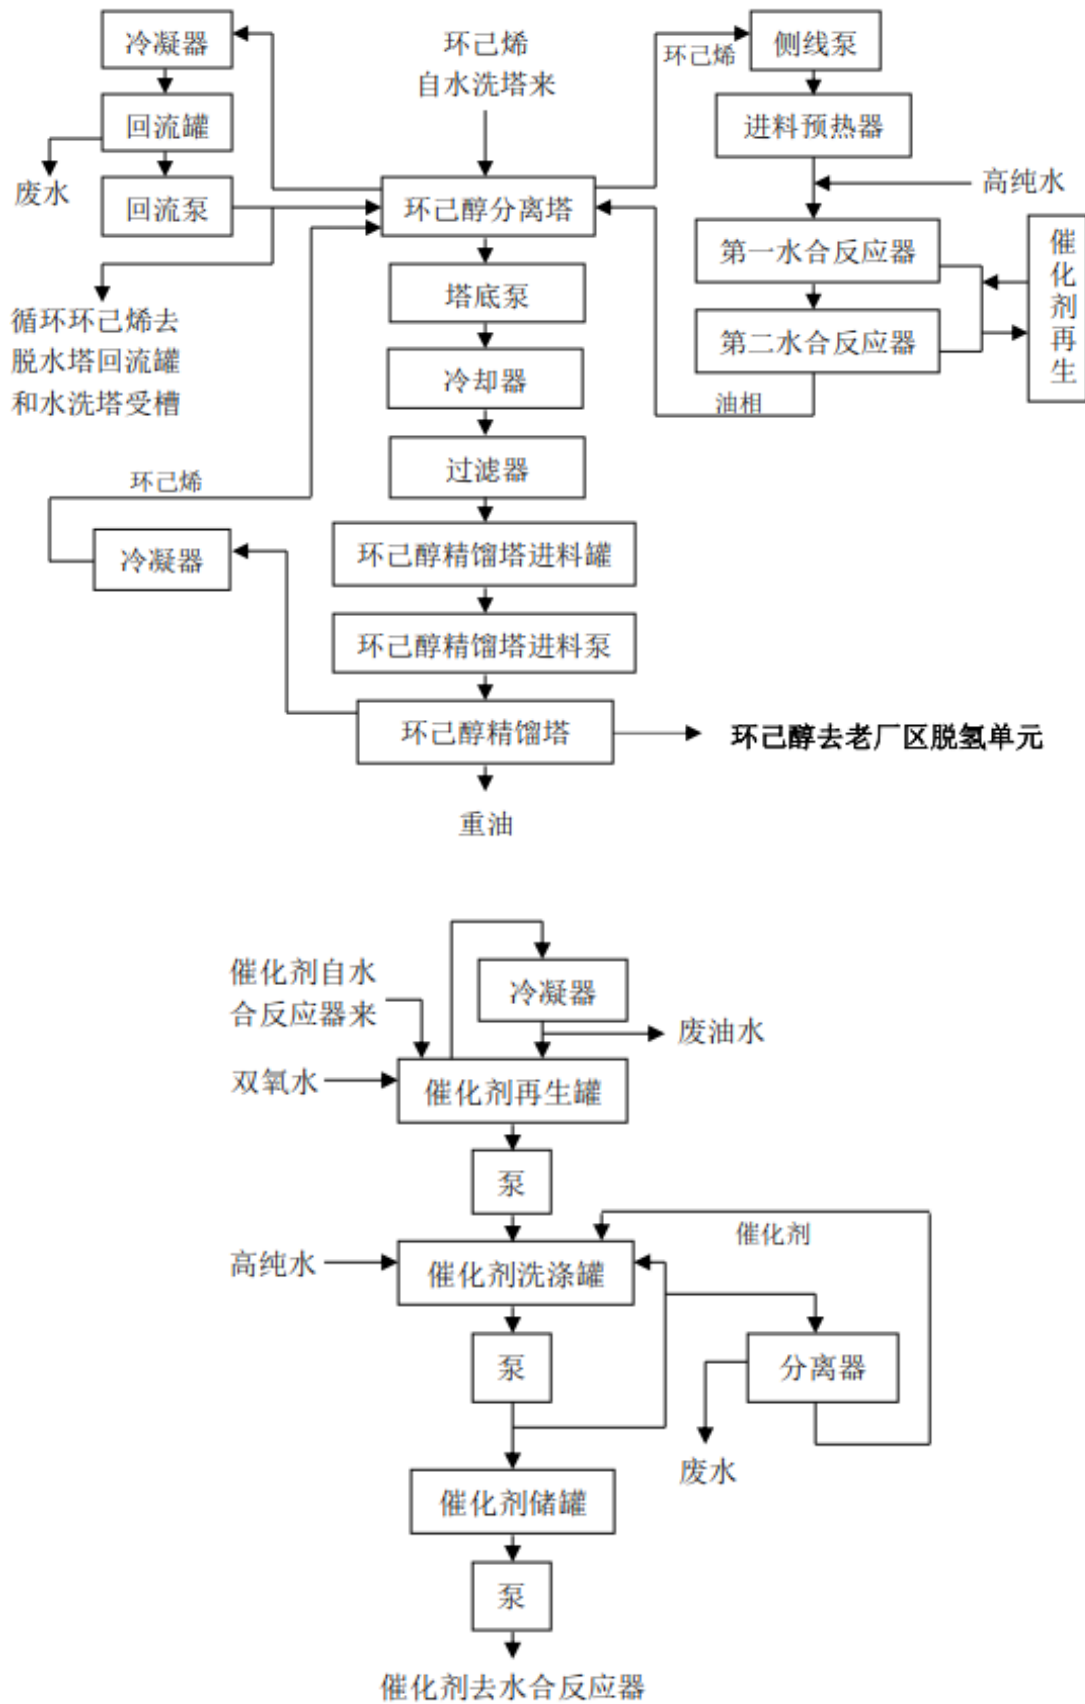 冷凝器
环己烯
自水洗塔来
环己烯
侧线泵
回流罐
进料预热器
废水
回流泵
环己醇分离塔
高纯水
第一水合反应器
催化剂再生
塔底泵
循环环己烯去
脱水塔回流罐
和水洗塔受槽
第二水合反应器
冷却器
油相
过滤器
环己烯
冷凝器
环己醇精馏塔进料罐
环己醇精馏塔进料泵
环己醇精馏塔
环己醇去老厂区脱氢单元
重油
催化剂自水
合反应器来
冷凝器
废油水
双氧水
催化剂再生罐
泵
催化剂
高纯水
催化剂洗涤罐
泵
分离器
废水
催化剂储罐
泵
催化剂去水合反应器